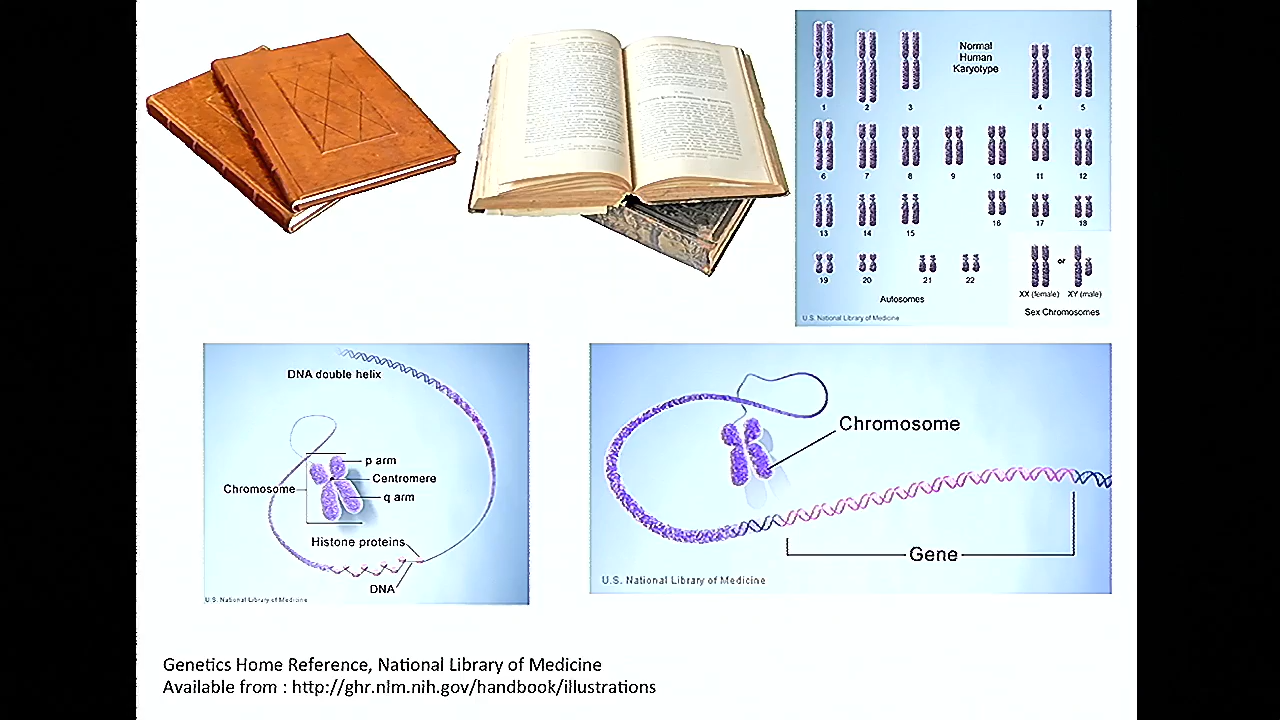 Normal
Human
Karyotype
1
2
3
4
5
6
7
8
9
10
11
12
13
14
15
16
17
18
19
20
21
22
or
XX (female)
XY (male)
Autosomes
Sex Chromosomes
U.S. National Library of Medicine
DNA double helix
p arm
Centromere
Chromosome
q arm
Histone proteins
DNA
U.S. National Library of Medicine
Chromosome
Gene
U.S. National Library of Medicine
Genetics Home Reference, National Library of Medicine
Available from : http://ghr.nlm.nih.gov/handbook/illustrations